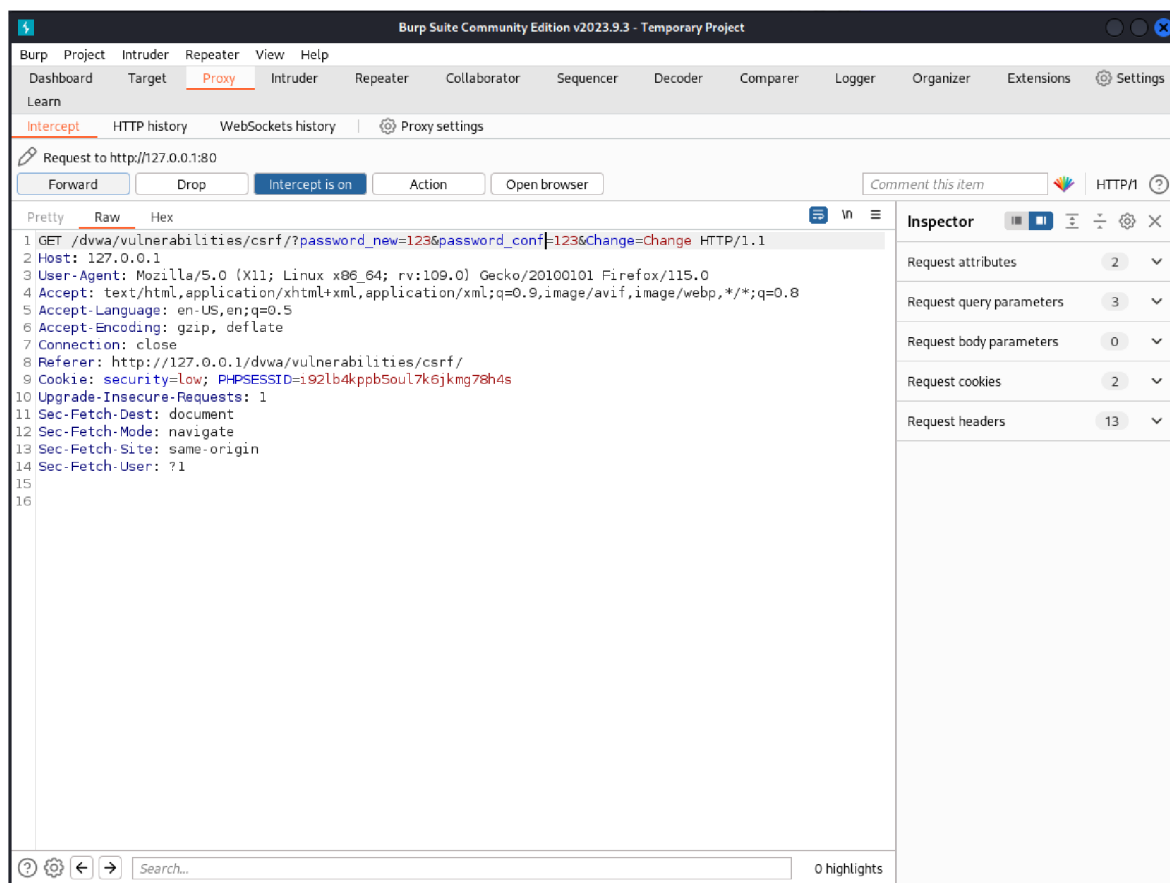 Burp Suite Community Edition v2023.9.3 - Temporary Project
Burp Project Intruder Repeater View Help
Dashboard Target Proxy Intruder Repeater Collaborator Sequencer Decoder Comparer Logger Organizer Extensions Settings
Learn
Intercept HTTP history WebSockets history Proxy settings
Request to http://127.0.0.1:80
Forward Drop Intercept is on Action Open browser Comment this item HTTP/1 ?
Pretty Raw Hex \n
Inspector
1 GET /dvwa/vulnerabilities/csrf/?password_new=123&password_conf=123&Change=Change HTTP/1.1
2 Host: 127.0.0.1
3 User-Agent: Mozilla/5.0 (X11; Linux x86_64; rv:109.0) Gecko/20100101 Firefox/115.0
4 Accept: text/html,application/xhtml+xml,application/xml;q=0.9,image/avif,image/webp,*/*;q=0.8
5 Accept-Language: en-US,en;q=0.5
6 Accept-Encoding: gzip, deflate
7 Connection: close
8 Referer: http://127.0.0.1/dvwa/vulnerabilities/csrf/
9 Cookie: security=low; PHPSESSID=i92lb4kppb5oul7k6jkmg78h4s
10 Upgrade-Insecure-Requests: 1
11 Sec-Fetch-Dest: document
12 Sec-Fetch-Mode: navigate
13 Sec-Fetch-Site: same-origin
14 Sec-Fetch-User: ?1
15
16
Request attributes 2
Request query parameters 3
Request body parameters 0
Request cookies 2
Request headers 13
? Search... 0 highlights